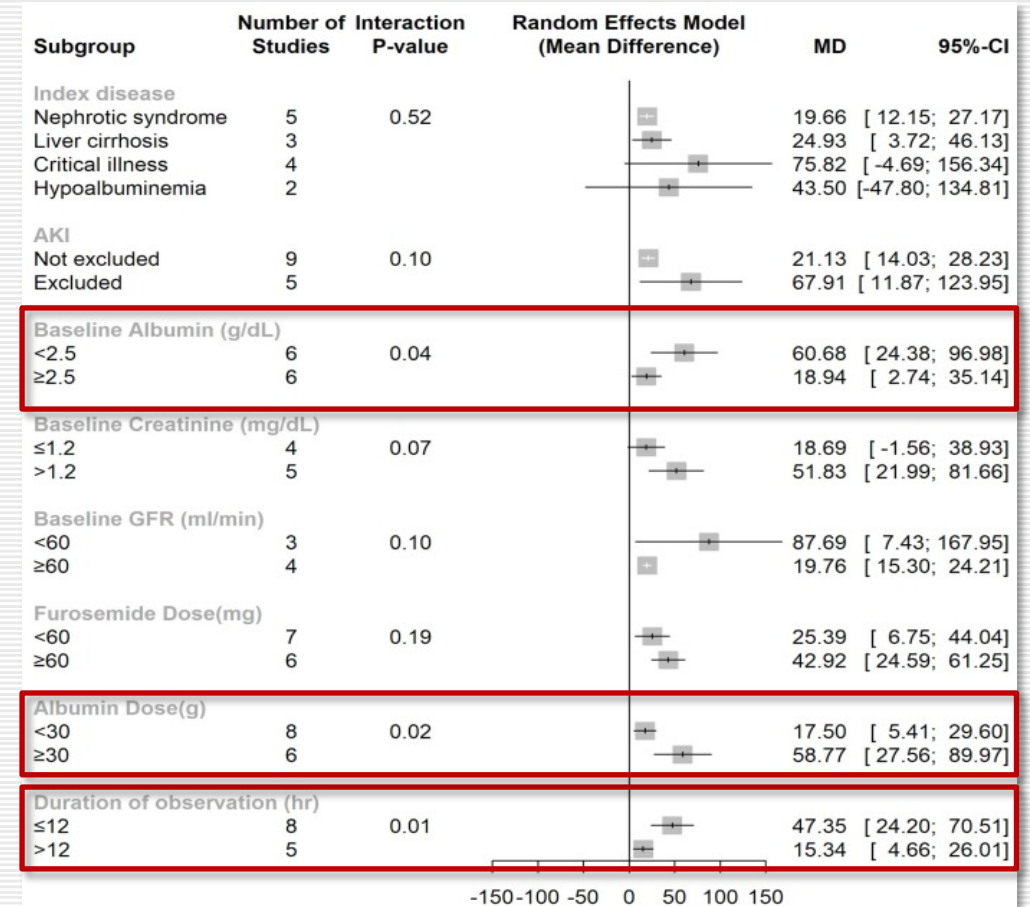 Subgroup Number of Studies Interaction P-value Random Effects Model (Mean Difference) MD 95%-CI
Index disease
Nephrotic syndrome 5 0.52 19.66 [ 12.15; 27.17]
Liver cirrhosis 3 24.93 [ 3.72; 46.13]
Critical illness 4 75.82 [ -4.69; 156.34]
Hypoalbuminemia 2 43.50 [-47.80; 134.81]
AKI
Not excluded 9 0.10 21.13 [ 14.03; 28.23]
Excluded 5 67.91 [ 11.87; 123.95]
Baseline Albumin (g/dL)
<2.5 6 0.04 60.68 [ 24.38; 96.98]
≥2.5 6 18.94 [ 2.74; 35.14]
Baseline Creatinine (mg/dL)
≤1.2 4 0.07 18.69 [ -1.56; 38.93]
>1.2 5 51.83 [ 21.99; 81.66]
Baseline GFR (ml/min)
<60 3 0.10 87.69 [ 7.43; 167.95]
≥60 4 19.76 [ 15.30; 24.21]
Furosemide Dose(mg)
<60 7 0.19 25.39 [ 6.75; 44.04]
≥60 6 42.92 [ 24.59; 61.25]
Albumin Dose(g)
<30 8 0.02 17.50 [ 5.41; 29.60]
≥30 6 58.77 [ 27.56; 89.97]
Duration of observation (hr)
≤12 8 0.01 47.35 [ 24.20; 70.51]
>12 5 15.34 [ 4.66; 26.01]
-150 -100 -50 0 50 100 150